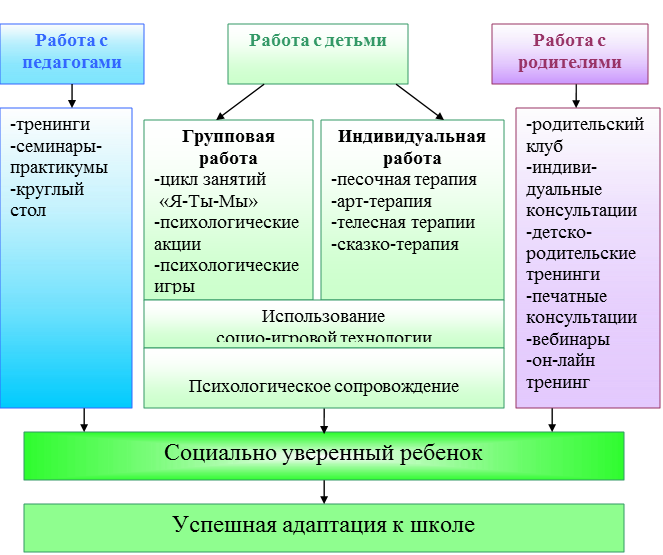 Работа с
педагогами
Работа с детьми
Работа с
родителями
-тренинги
-семинары-
практикумы
-круглый
стол
Групповая
работа
-цикл занятий
«Я-Ты-Мы»
-психологические
акции
-психологические
игры
Индивидуальная
работа
-песочная терапия
-арт-терапия
-телесная терапии
-сказко-терапия
-родительский
клуб
-индиви-
дуальные
консультации
-детско-
родительские
тренинги
-печатные
консультации
-вебинары
-он-лайн
тренинг
Использование
социо-игровой технологии
Психологическое сопровождение
Социально уверенный ребенок
Успешная адаптация к школе